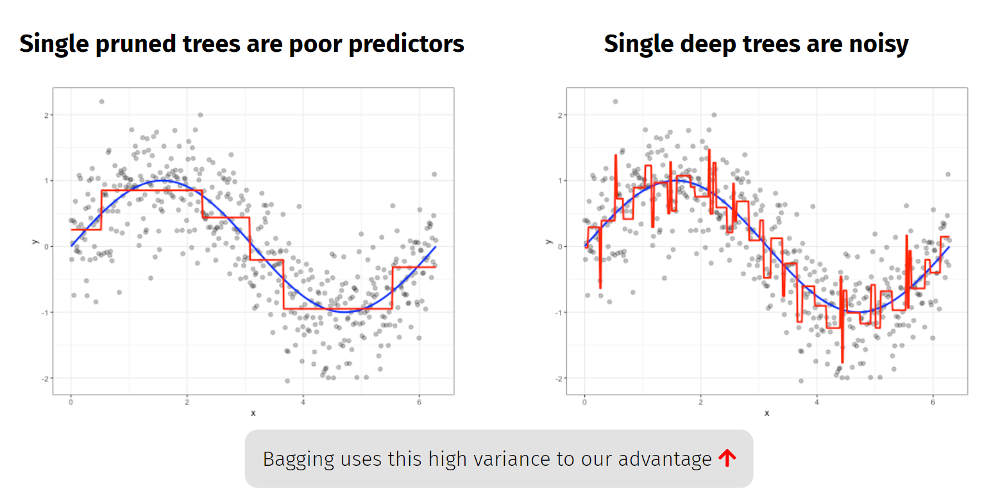 Single pruned trees are poor predictors
Single deep trees are noisy
2
1
0
-1
-2
y
0
2
4
6
x
2
1
0
-1
-2
y
0
2
4
6
x
Bagging uses this high variance to our advantage ↑